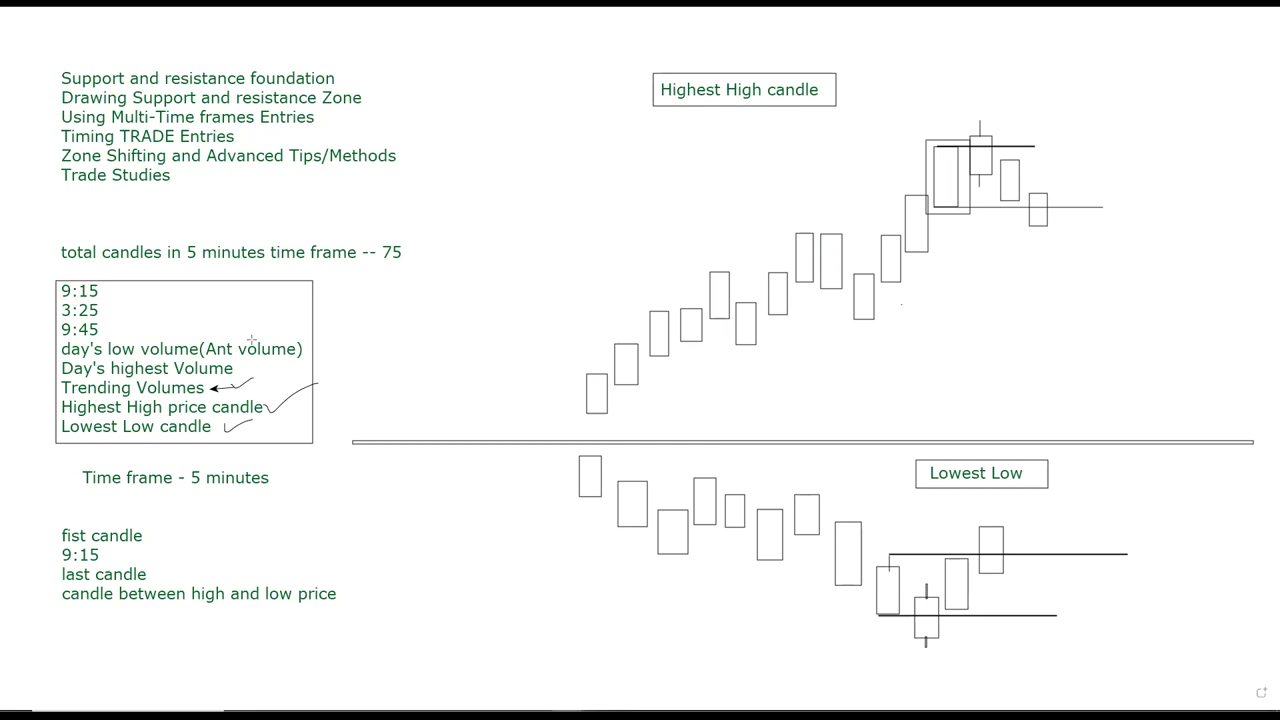 Support and resistance foundation
Drawing Support and resistance Zone
Using Multi-Time frames Entries
Timing TRADE Entries
Zone Shifting and Advanced Tips/Methods
Trade Studies
total candles in 5 minutes time frame -- 75
9:15
3:25
9:45
day's low volume(Ant volume)
Day's highest Volume
Trending Volumes
Highest High price candle
Lowest Low candle
Time frame - 5 minutes
fist candle
9:15
last candle
candle between high and low price
Highest High candle
Lowest Low